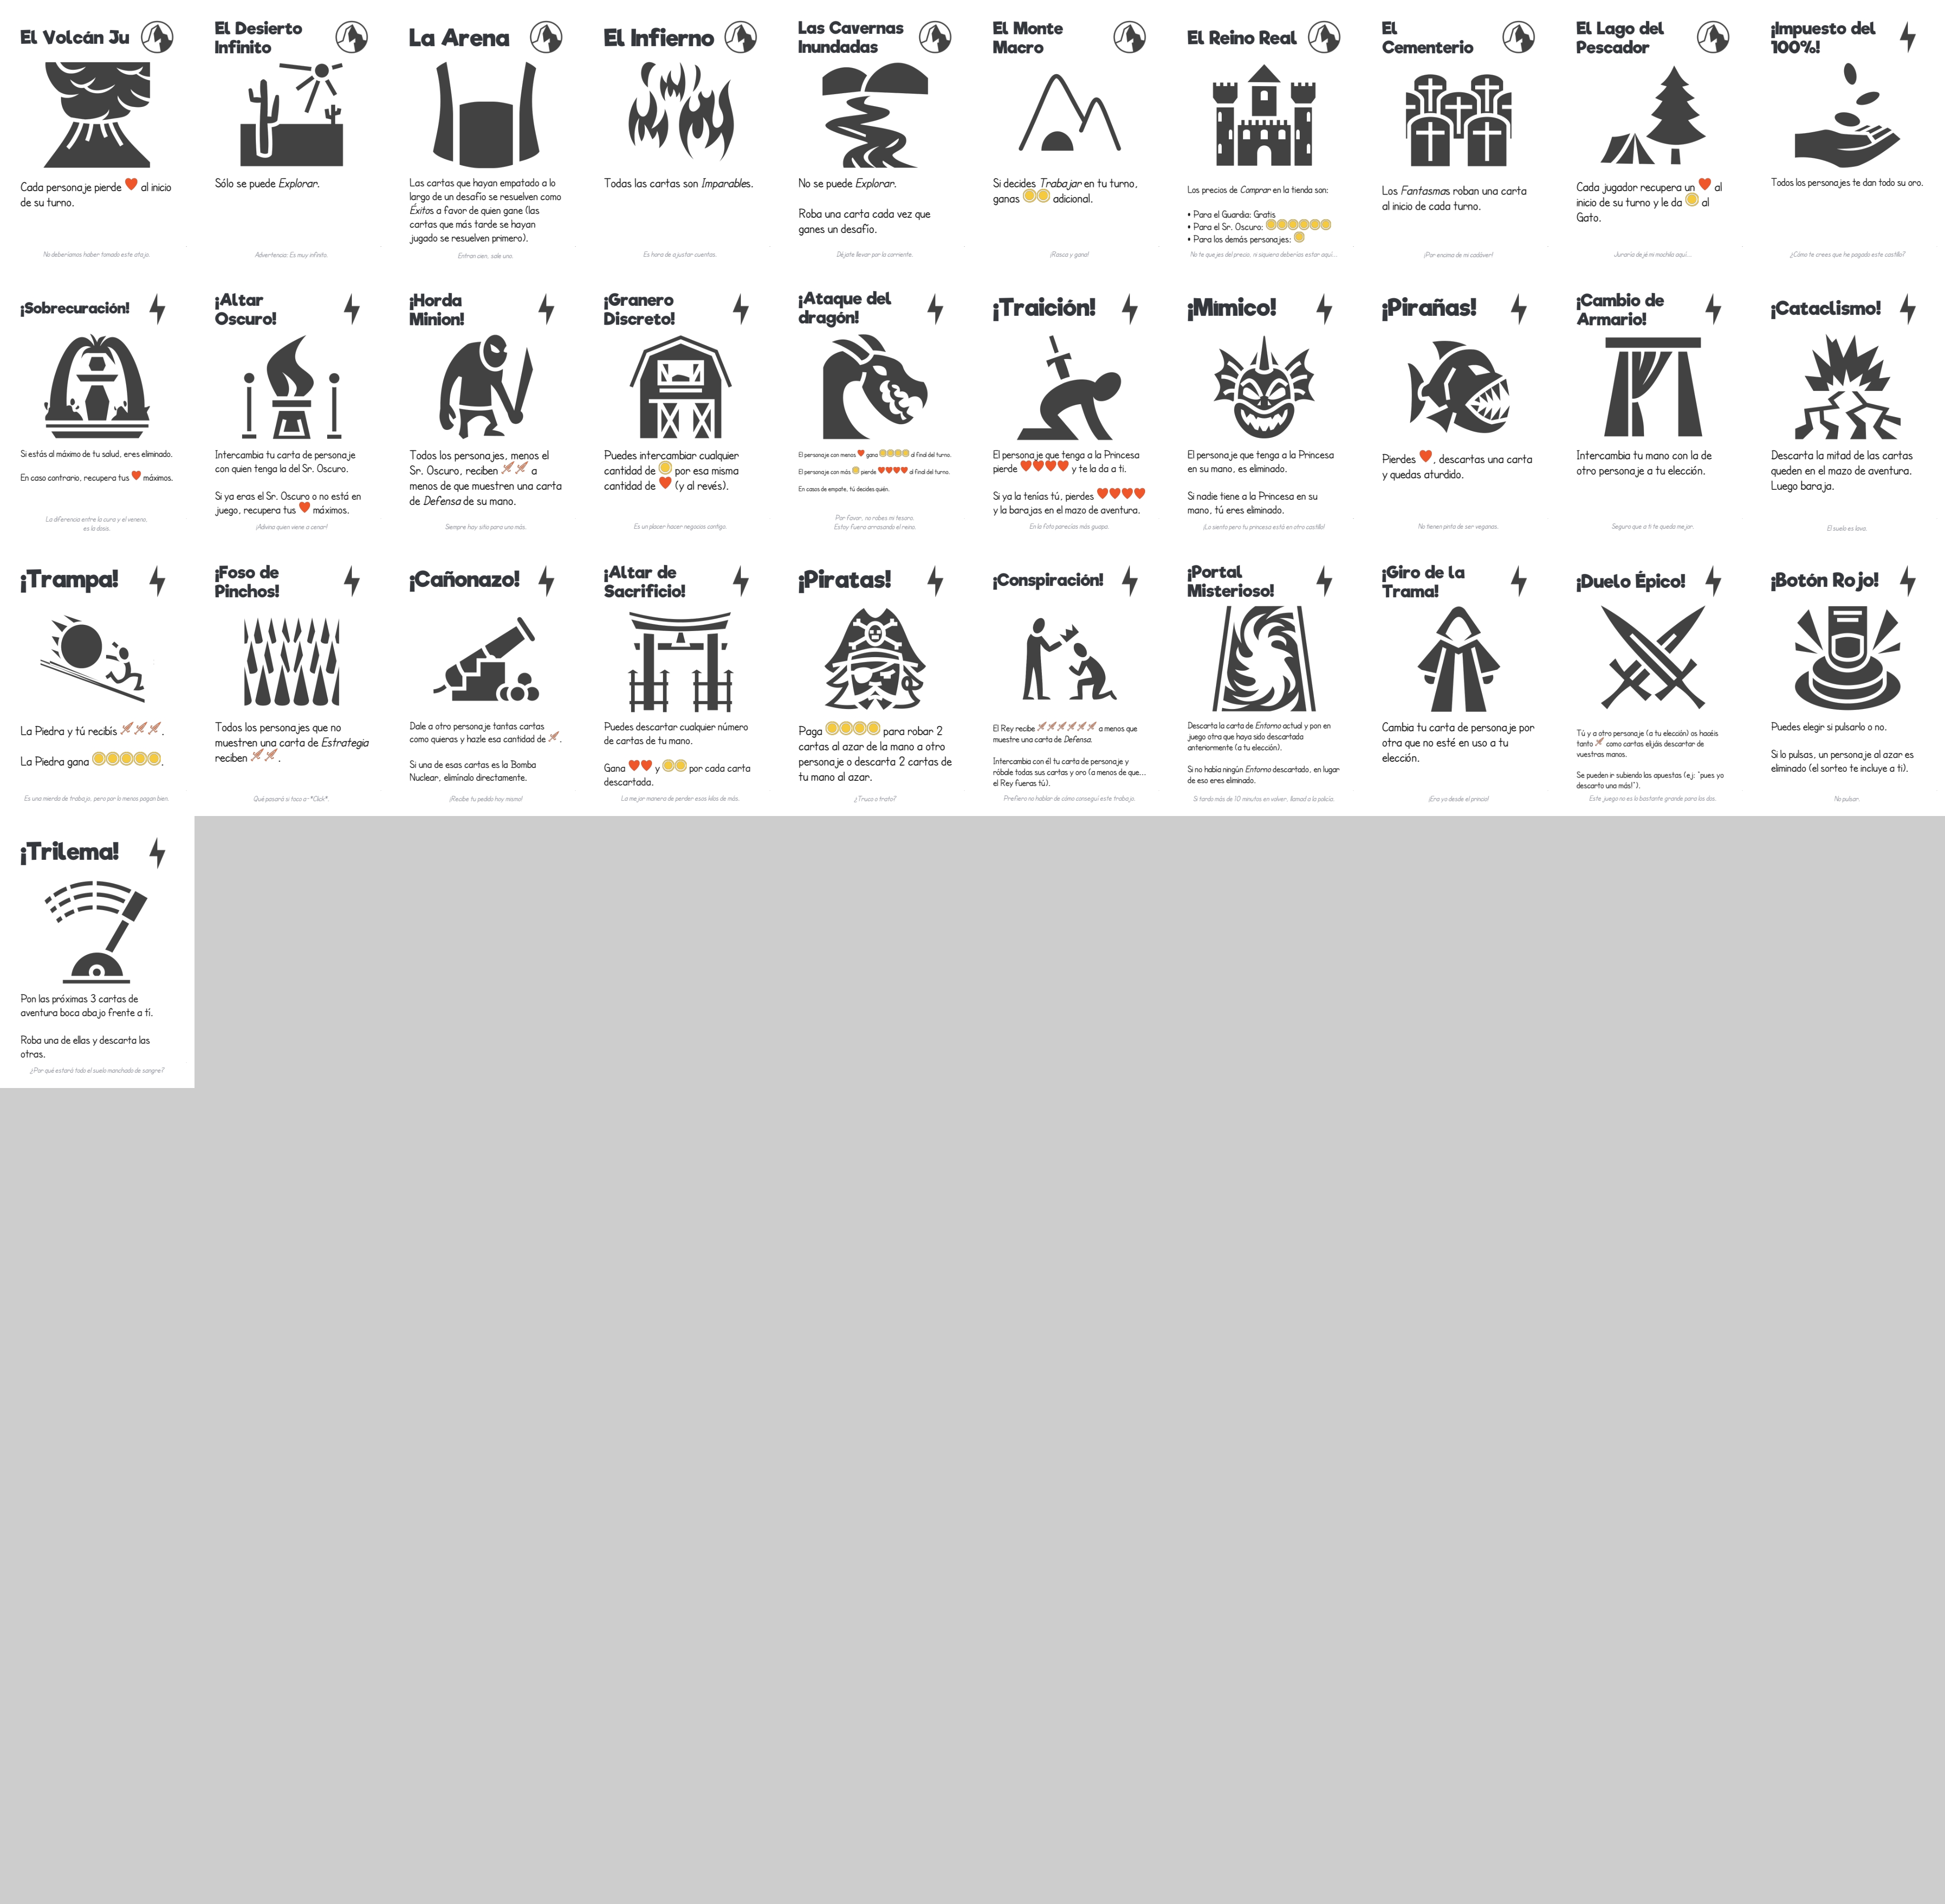 El Volcán Ju
Cada personaje pierde al inicio
de su turno.
No deberíamos haber tomado este atajo.
El Desierto
Infinito
Sólo se puede Explorar.
Advertencia: Es muy infinito.
La Arena
Las cartas que hayan empatado a lo
largo de un desafío se resuelven como
Éxitos a favor de quien gane (las
cartas que más tarde se hayan
jugado se resuelven primero).
Entran cien, sale uno.
El Infierno
Todas las cartas son Imparables.
Es hora de ajustar cuentas.
Las Cavernas
Inundadas
No se puede Explorar.
Roba una carta cada vez que
ganes un desafío.
Déjate llevar por la corriente.
El Monte
Macro
Si decides Trabajar en tu turno,
ganas adicional.
¡Rasca y gana!
El Reino Real
Los precios de Comprar en la tienda son:
• Para el Guardia: Gratis
• Para el Sr. Oscuro:
• Para los demás personajes:
No te quejes del precio, ni siquiera deberías estar aquí...
El
Cementerio
Los Fantasmas roban una carta
al inicio de cada turno.
¡Por encima de mi cadáver!
El Lago del
Pescador
Cada jugador recupera un al
inicio de su turno y le da al
Gato.
Juraría dejé mi mochila aquí...
¡Impuesto del
100%!
Todos los personajes te dan todo su oro.
¿Cómo te crees que he pagado este castillo?
¡Sobrecuración!
Si estás al máximo de tu salud, eres eliminado.
En caso contrario, recupera tus máximos.
La diferencia entre la cura y el veneno,
es la dosis.
¡Altar
Oscuro!
Intercambia tu carta de personaje
con quien tenga la del Sr. Oscuro.
Si ya eras el Sr. Oscuro o no está en
juego, recupera tus máximos.
¡Adivina quien viene a cenar!
¡Horda
Minion!
Todos los personajes, menos el
Sr. Oscuro, reciben a
menos de que muestren una carta
de Defensa de su mano.
Siempre hay sitio para uno más.
¡Granero
Discreto!
Puedes intercambiar cualquier
cantidad de por esa misma
cantidad de (y al revés).
Es un placer hacer negocios contigo.
¡Ataque del
dragón!
El personaje con menos gana al final del turno.
El personaje con más pierde al final del turno.
En casos de empate, tú decides quién.
Por favor, no robes mi tesoro.
Estoy fuera arrasando el reino.
¡Traición!
El personaje que tenga a la Princesa
pierde y te la da a ti.
Si ya la tenías tú, pierdes
y la barajas en el mazo de aventura.
En la foto parecías más guapa.
¡Mímico!
El personaje que tenga a la Princesa
en su mano, es eliminado.
Si nadie tiene a la Princesa en su
mano, tú eres eliminado.
¡Lo siento pero tu princesa está en otro castillo!
¡Pirañas!
Pierdes , descartas una carta
y quedas aturdido.
No tienen pinta de ser veganas.
¡Cambio de
Armario!
Intercambia tu mano con la de
otro personaje a tu elección.
Seguro que a ti te queda mejor.
¡Cataclismo!
Descarta la mitad de las cartas
queden en el mazo de aventura.
Luego baraja.
El suelo es lava.
¡Trampa!
La Piedra y tú recibís .
La Piedra gana .
Es una mierda de trabajo, pero por lo menos pagan bien.
¡Foso de
Pinchos!
Todos los personajes que no
muestren una carta de Estrategia
reciben .
Qué pasará si toco a- *Click*.
¡Cañonazo!
Dale a otro personaje tantas cartas
como quieras y hazle esa cantidad de .
Si una de esas cartas es la Bomba
Nuclear, elimínalo directamente.
¡Recibe tu pedido hoy mismo!
¡Altar de
Sacrificio!
Puedes descartar cualquier número
de cartas de tu mano.
Gana y por cada carta
descartada.
La mejor manera de perder esos kilos de más.
¡Piratas!
Paga para robar 2
cartas al azar de la mano a otro
personaje o descarta 2 cartas de
tu mano al azar.
¿Truco o trato?
¡Conspiración!
El Rey recibe a menos que
muestre una carta de Defensa.
Intercambia con él tu carta de personaje y
róbale todas sus cartas y oro (a menos de que...
el Rey fueras tú).
Prefiero no hablar de cómo conseguí este trabajo.
¡Portal
Misterioso!
Descarta la carta de Entorno actual y pon en
juego otra que haya sido descartada
anteriormente (a tu elección).
Si no había ningún Entorno descartado, en lugar
de eso eres eliminado.
Si tardo más de 10 minutos en volver, llamad a la policía.
¡Giro de la
Trama!
Cambia tu carta de personaje por
otra que no esté en uso a tu
elección.
¡Era yo desde el principio!
¡Duelo Épico!
Tú y a otro personaje (a tu elección) os hacéis
tanto como cartas elijáis descartar de
vuestras manos.
Se pueden ir subiendo las apuestas (ej: "pues yo
descarto una más!").
Este juego no es lo bastante grande para los dos.
¡Botón Rojo!
Puedes elegir si pulsarlo o no.
Si lo pulsas, un personaje al azar es
eliminado (el sorteo te incluye a ti).
No pulsar.
¡Trilema!
Pon las próximas 3 cartas de
aventura boca abajo frente a tí.
Roba una de ellas y descarta las
otras.
¿Por qué estará todo el suelo manchado de sangre?